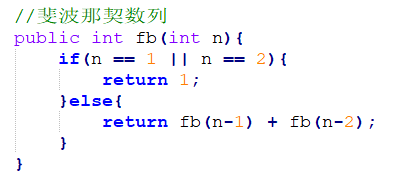 //斐波那契数列
public int fb(int n){
    if(n == 1 || n == 2){
        return 1;
    }else{
        return fb(n-1) + fb(n-2);
    }
}